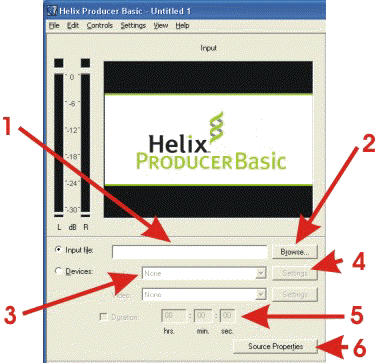 Helix Producer Basic - Untitled 1
File Edit Controls Settings View Help
Input
0
-6
-12
-18
-24
-30
L dB R
Helix
PRODUCERBasic
1
2
Input file:
Browse...
Devices:
None
Settings
3
4
Video:
None
Settings
Duration:
00 : 00 : 00
5
hrs. min. sec.
Source Properties
6